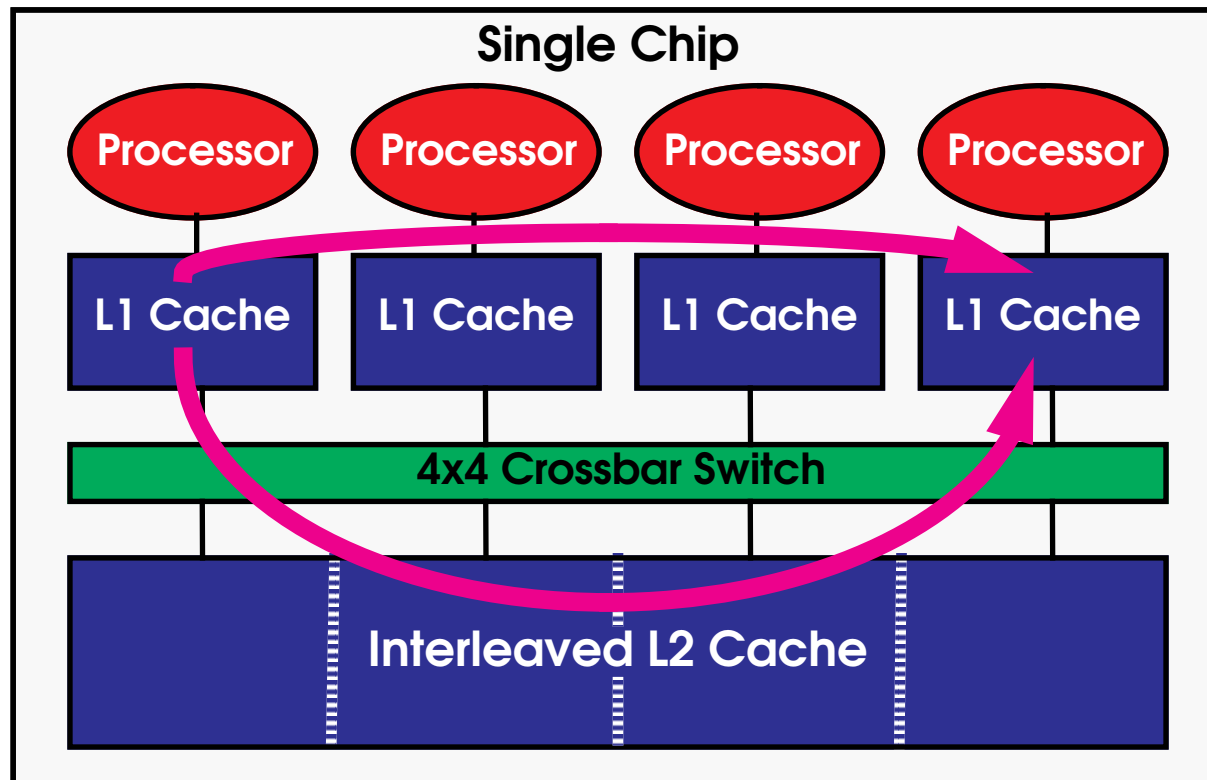 Single Chip
Processor
Processor
Processor
Processor
L1 Cache
L1 Cache
L1 Cache
L1 Cache
4x4 Crossbar Switch
Interleaved L2 Cache